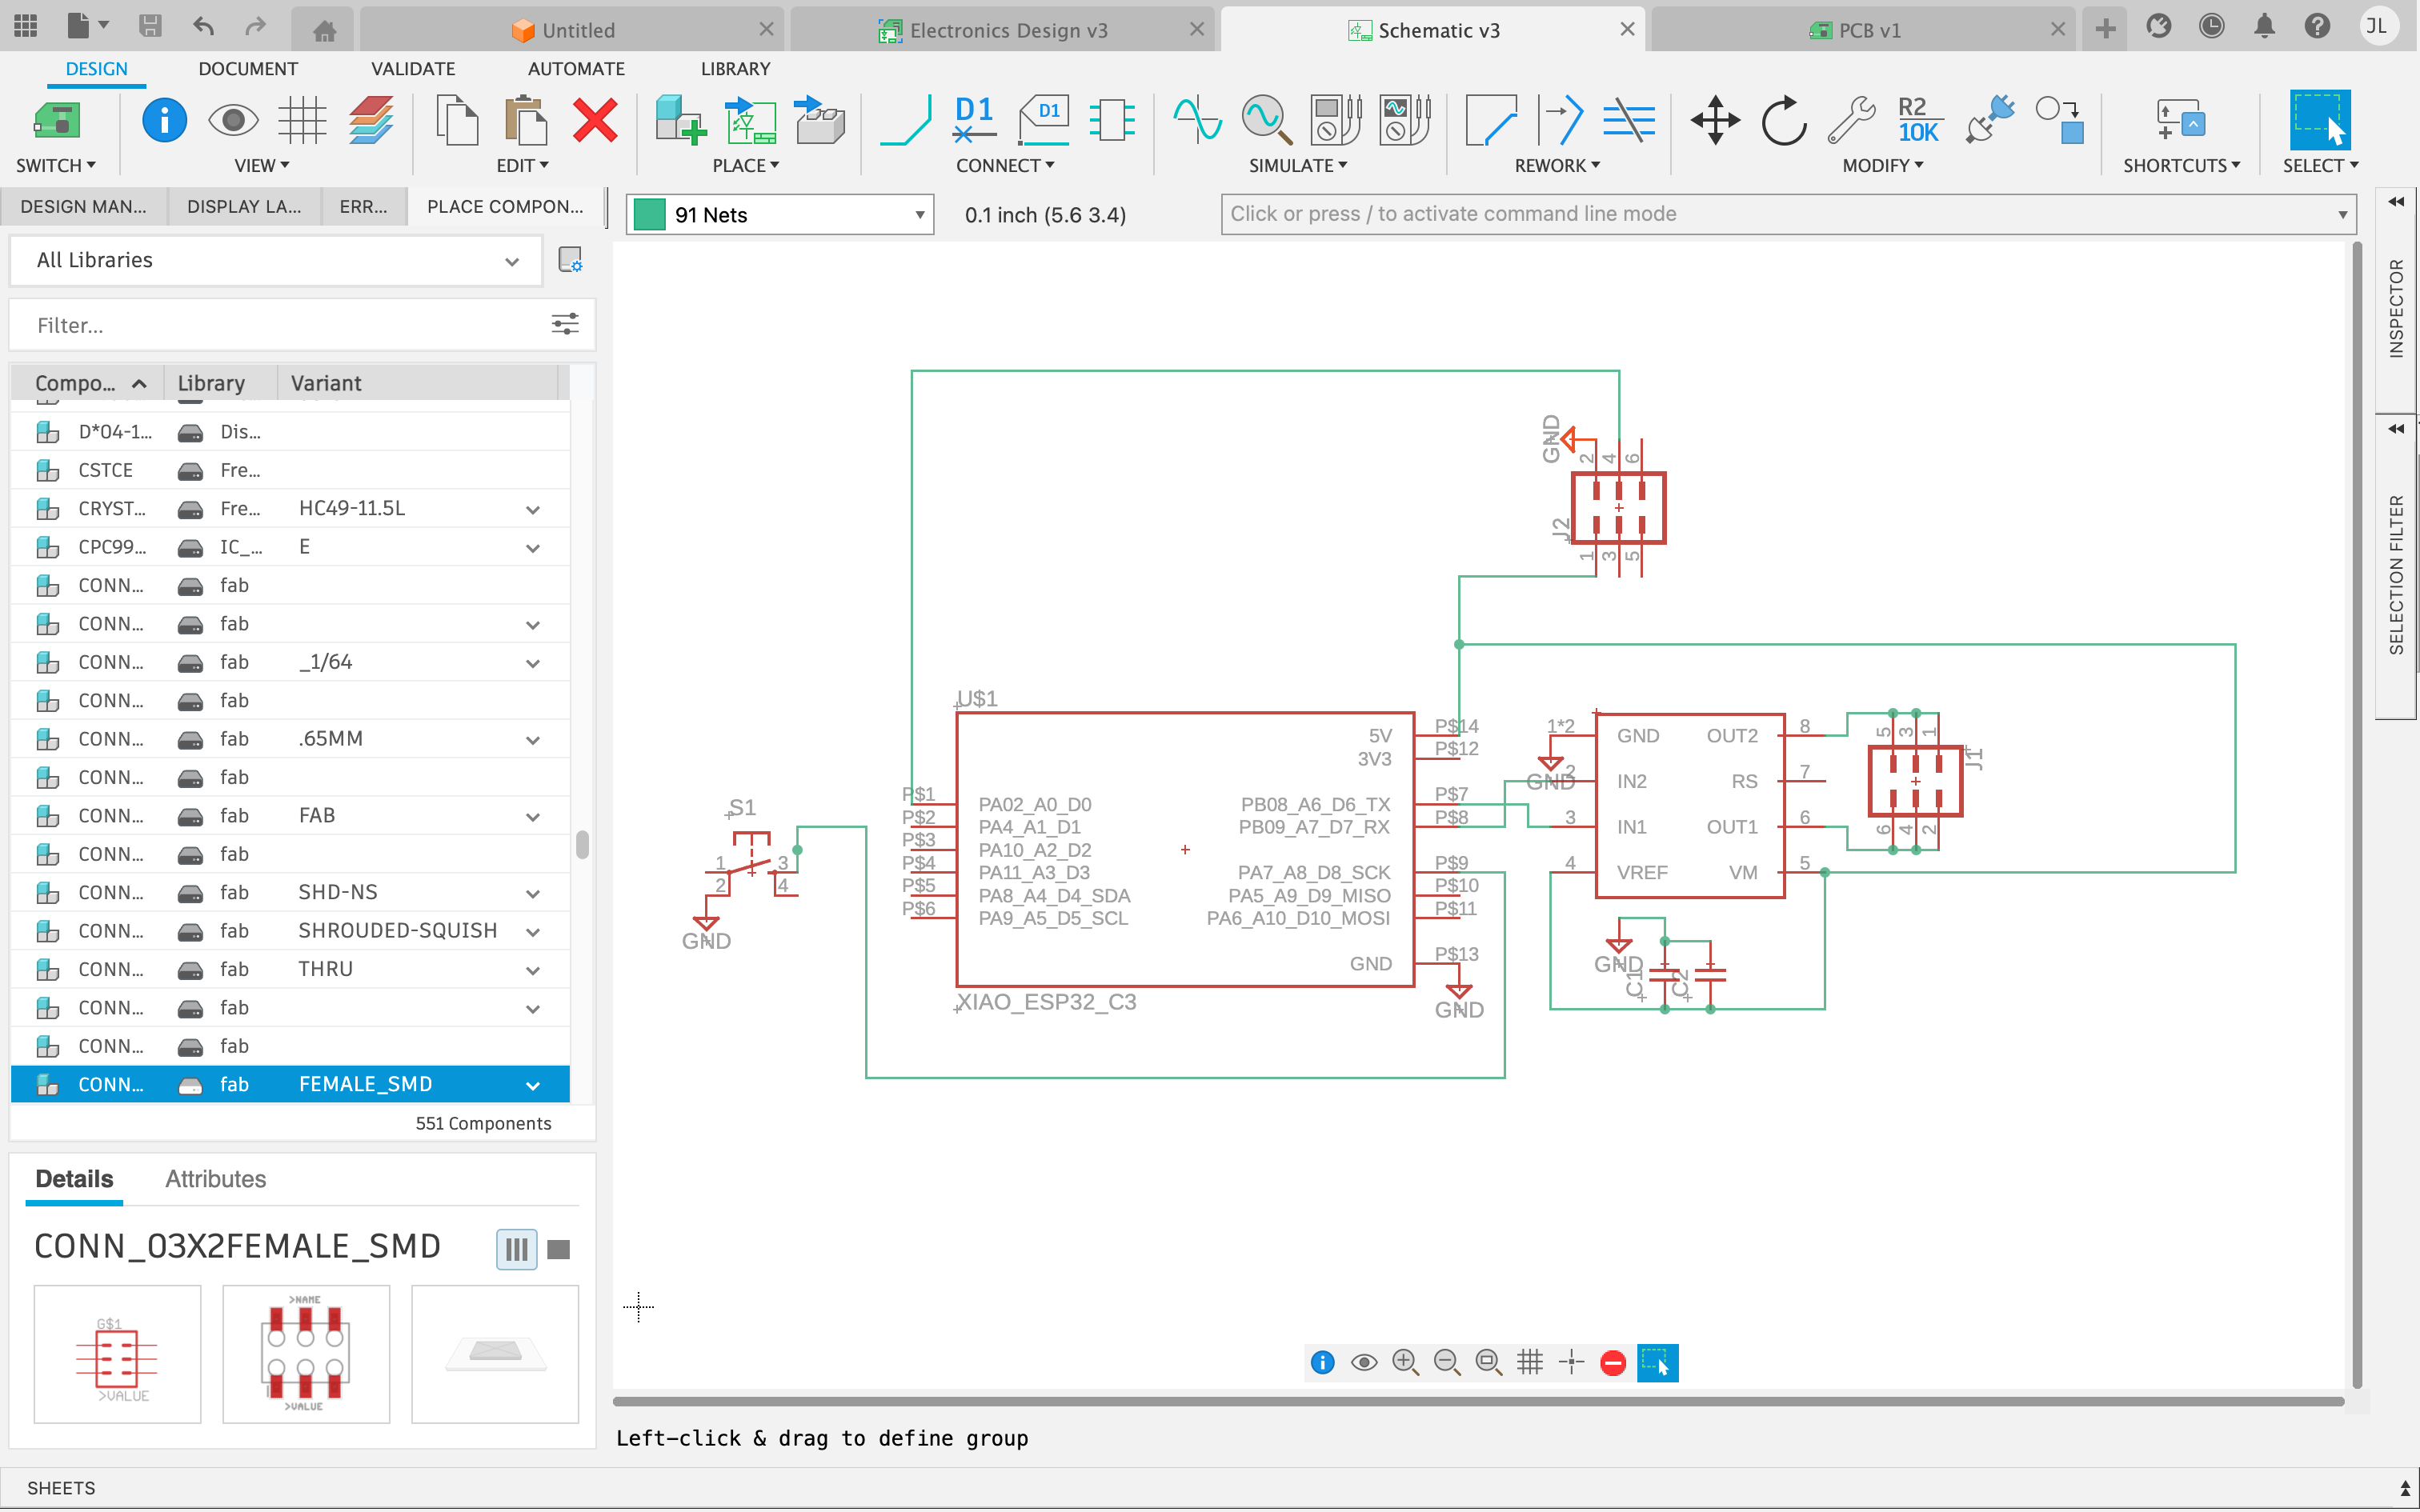 Untitled
Electronics Design v3
Schematic v3
PCB v1
JL
DESIGN
DOCUMENT
VALIDATE
AUTOMATE
LIBRARY
D1
D1
R2
10K
SWITCH
VIEW
EDIT
PLACE
CONNECT
SIMULATE
REWORK
MODIFY
SHORTCUTS
SELECT
DESIGN MAN...
DISPLAY LA...
ERR...
PLACE COMPON...
91 Nets
0.1 inch (5.6 3.4)
Click or press / to activate command line mode
All Libraries
Filter...
Compo... Library Variant
D*04-1... Dis...
CSTCE Fre...
CRYST... Fre... HC49-11.5L
CPC99... IC_... E
CONN... fab
CONN... fab
CONN... fab _1/64
CONN... fab
CONN... fab .65MM
CONN... fab
CONN... fab FAB
CONN... fab
CONN... fab SHD-NS
CONN... fab SHROUDED-SQUISH
CONN... fab THRU
CONN... fab
CONN... fab
CONN... fab FEMALE_SMD
551 Components
Details
Attributes
CONN_03X2FEMALE_SMD
G$1
>VALUE
>NAME
>VALUE
INSPECTOR
SELECTION FILTER
GND
2 4 6
J2
1 3 5
U$1
5V P$14
3V3 P$12
P$1 PA02_A0_D0
P$2 PA4_A1_D1
P$3 PA10_A2_D2
P$4 PA11_A3_D3
P$5 PA8_A4_D4_SDA
P$6 PA9_A5_D5_SCL
PB08_A6_D6_TX P$7
PB09_A7_D7_RX P$8
PA7_A8_D8_SCK P$9
PA5_A9_D9_MISO P$10
PA6_A10_D10_MOSI P$11
GND P$13
GND
XIAO_ESP32_C3
S1
1 3
2 4
GND
1*2 GND OUT2 8
GND
2 IN2 RS 7
3 IN1 OUT1 6
4 VREF VM 5
5 3 1
J1
6 4 2
GND
C1
C2
Left-click & drag to define group
SHEETS